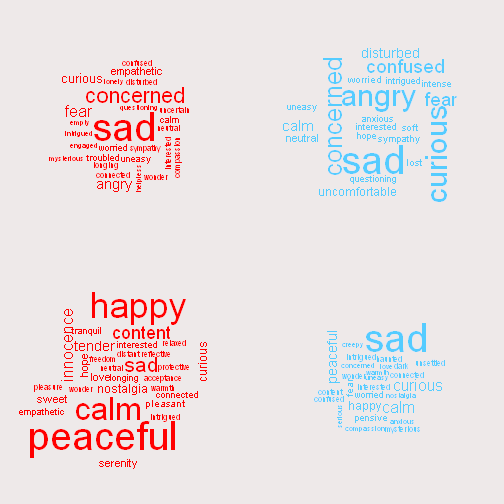 confused
empathetic
curious lonely disturbed
concerned
questioning uncertain
fear
empty
sad
calm
neutral
intrigued
engaged worried sympathy
mysterious troubled uneasy
longing
connected
angry
helpless
wonder
interested
compassion
disturbed
confused
worried intrigued intense
angry fear
uneasy
concerned
anxious
calm interested soft
neutral hope sympathy
sad lost
curious
questioning
uncomfortable
happy
innocence
tranquil content
tender interested relaxed
hope
distant reflective
freedom
neutral sad protective
curious
love longing acceptance
pleasure wonder nostalgia warmth
connected
sweet
calm pleasant
empathetic intrigued
peaceful
serenity
peaceful
sad
creepy
intrigued haunted
concerned love dark unsettled
warmth
wonder uneasy connected
fear
interested curious
content worried nostalgia
confused
happy calm
serious
pensive anxious
compassion mysterious